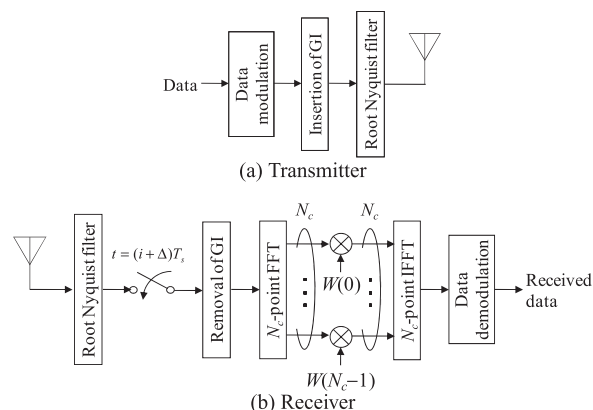 Data
Data modulation
Insertion of GI
Root Nyquist filter
(a) Transmitter
Root Nyquist filter
t = (i + Δ)T_s
Removal of GI
N_c-point FFT
N_c
W(0)
W(N_c−1)
N_c
N_c-point IFFT
Data demodulation
Received data
(b) Receiver